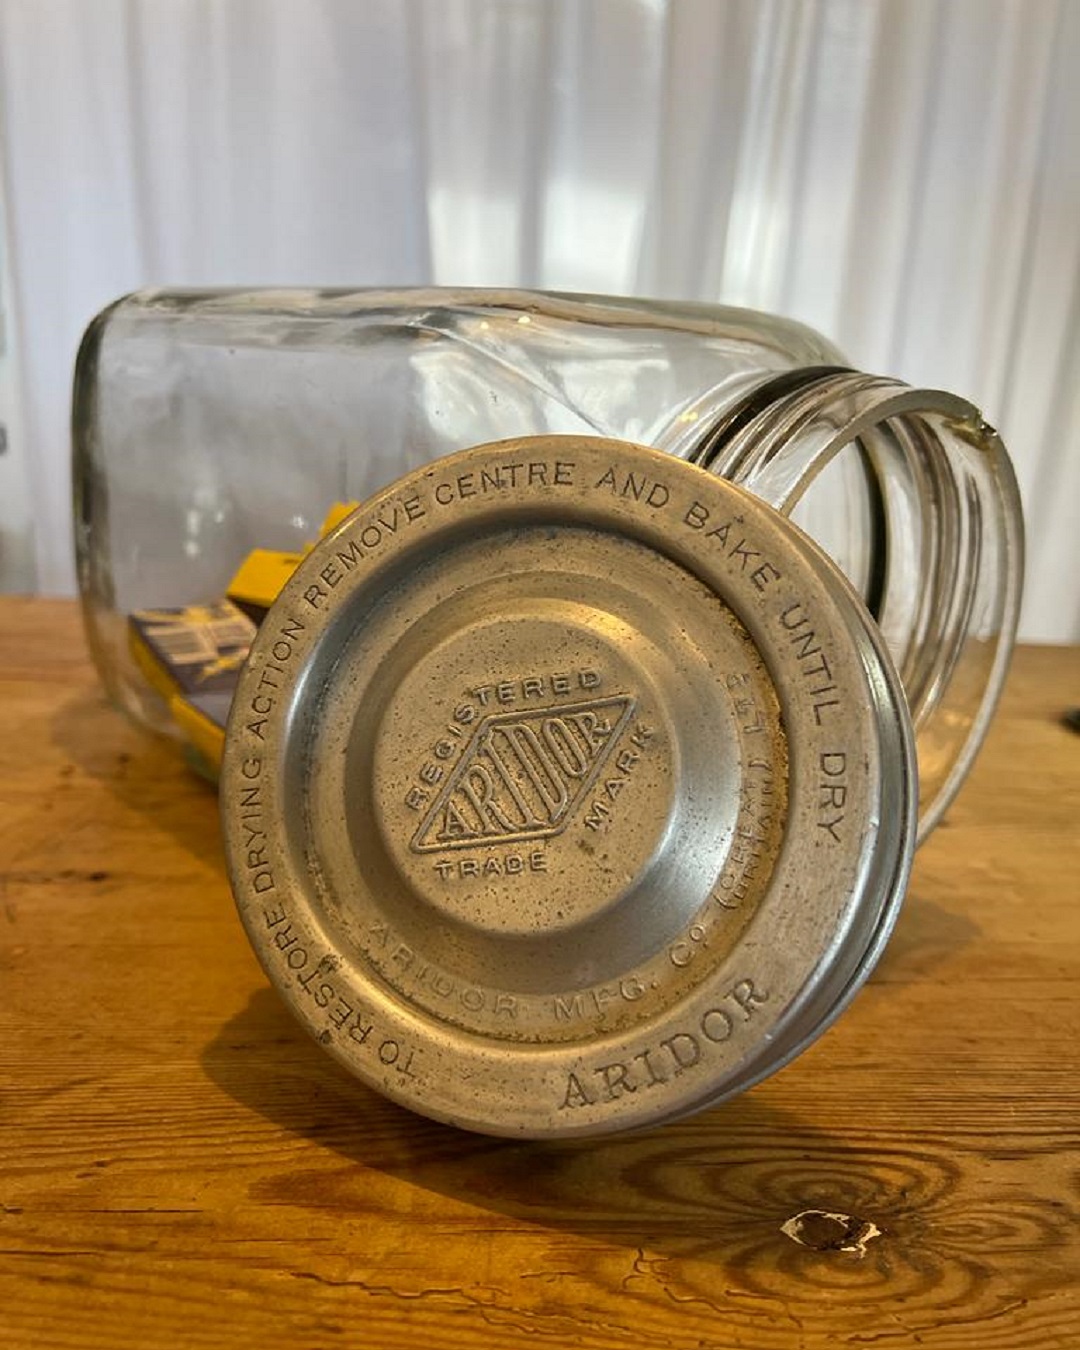 TO RESTORE DRYING ACTION REMOVE CENTRE AND BAKE UNTIL DRY
ARIDOR
REGISTERED
ARIDOR
TRADE MARK
ARIDOR MFG. Co.